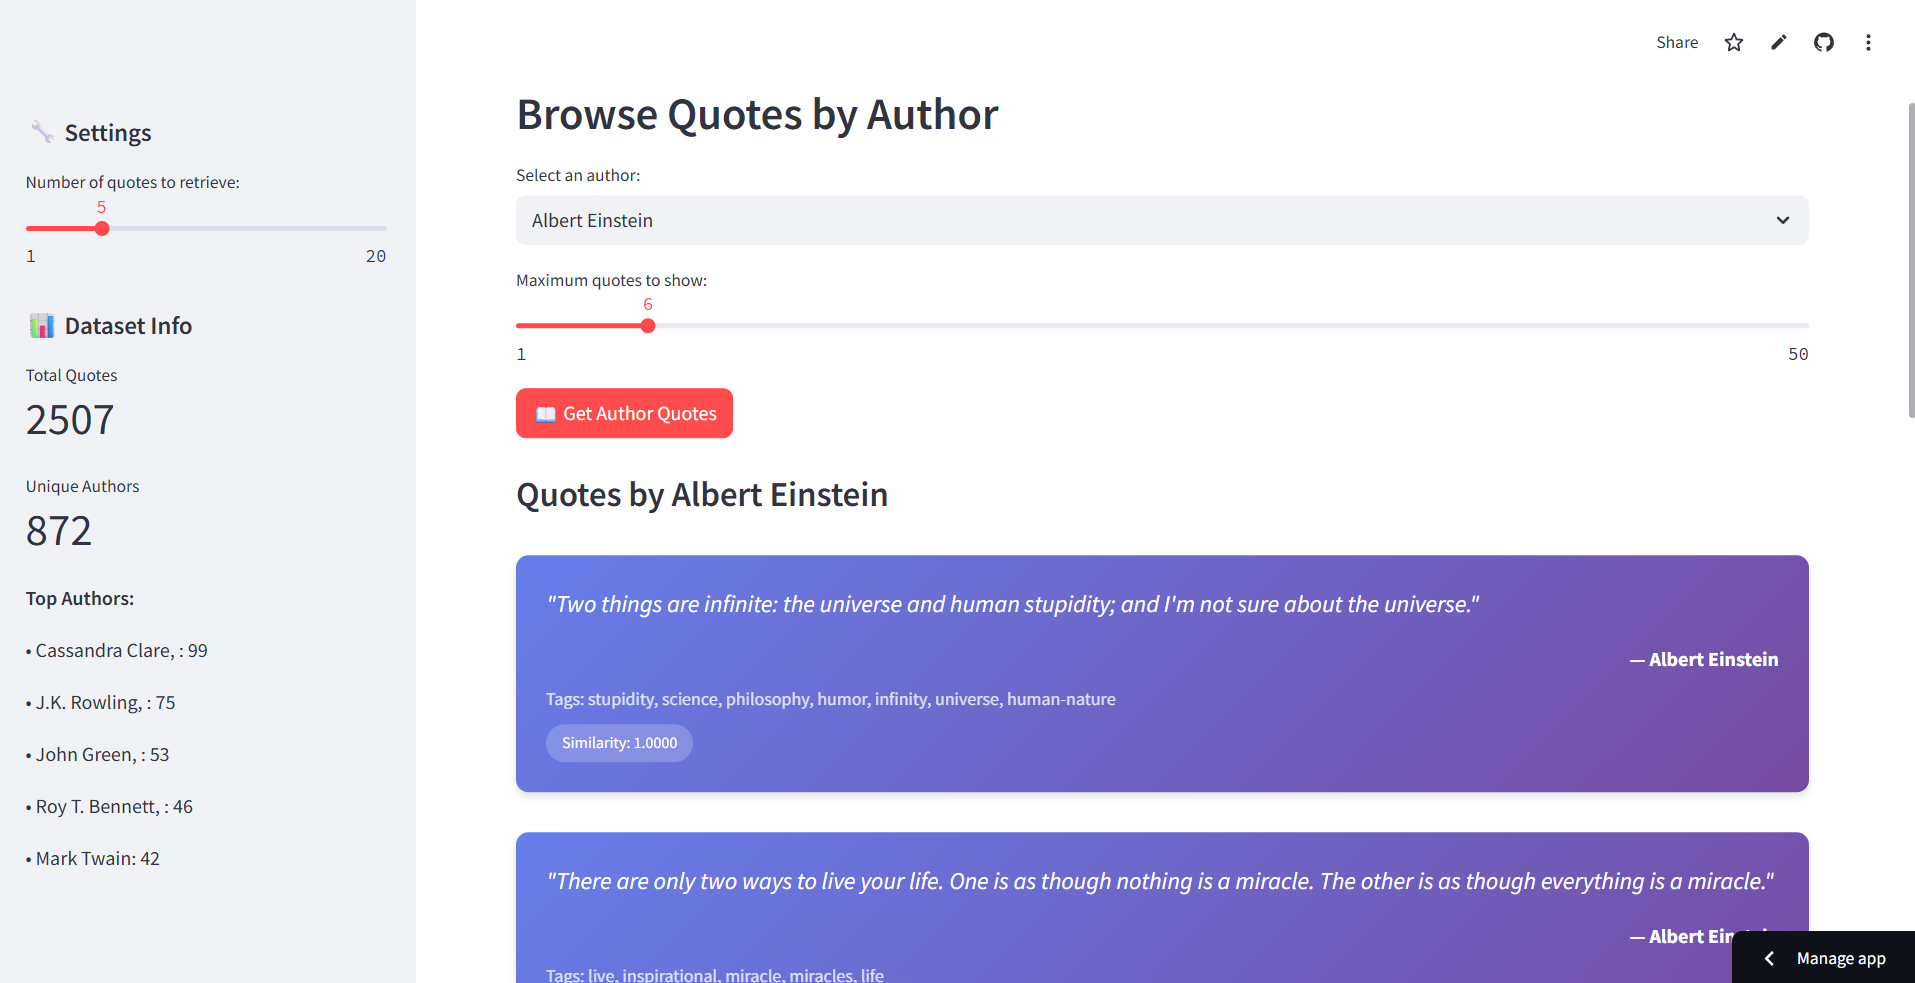 Share
Settings
Number of quotes to retrieve:
5
1 20
Dataset Info
Total Quotes
2507
Unique Authors
872
Top Authors:
• Cassandra Clare, : 99
• J.K. Rowling, : 75
• John Green, : 53
• Roy T. Bennett, : 46
• Mark Twain: 42
Browse Quotes by Author
Select an author:
Albert Einstein
Maximum quotes to show:
6
1 50
Get Author Quotes
Quotes by Albert Einstein
"Two things are infinite: the universe and human stupidity; and I'm not sure about the universe."
— Albert Einstein
Tags: stupidity, science, philosophy, humor, infinity, universe, human-nature
Similarity: 1.0000
"There are only two ways to live your life. One is as though nothing is a miracle. The other is as though everything is a miracle."
— Albert
Tags: live, inspirational, miracle, miracles, life
Manage app